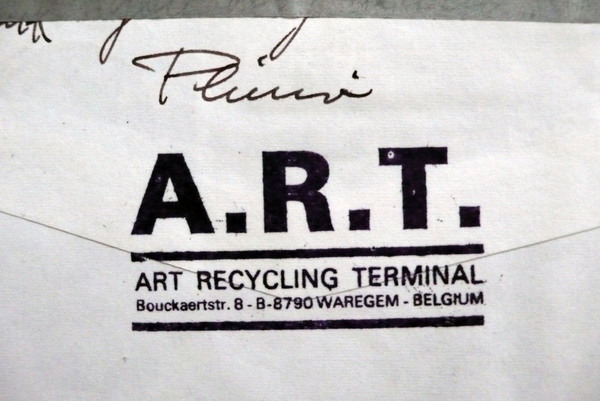 A.R.T.
ART RECYCLING TERMINAL
Bouckaertstr. 8 - B-8790 WAREGEM - BELGIUM